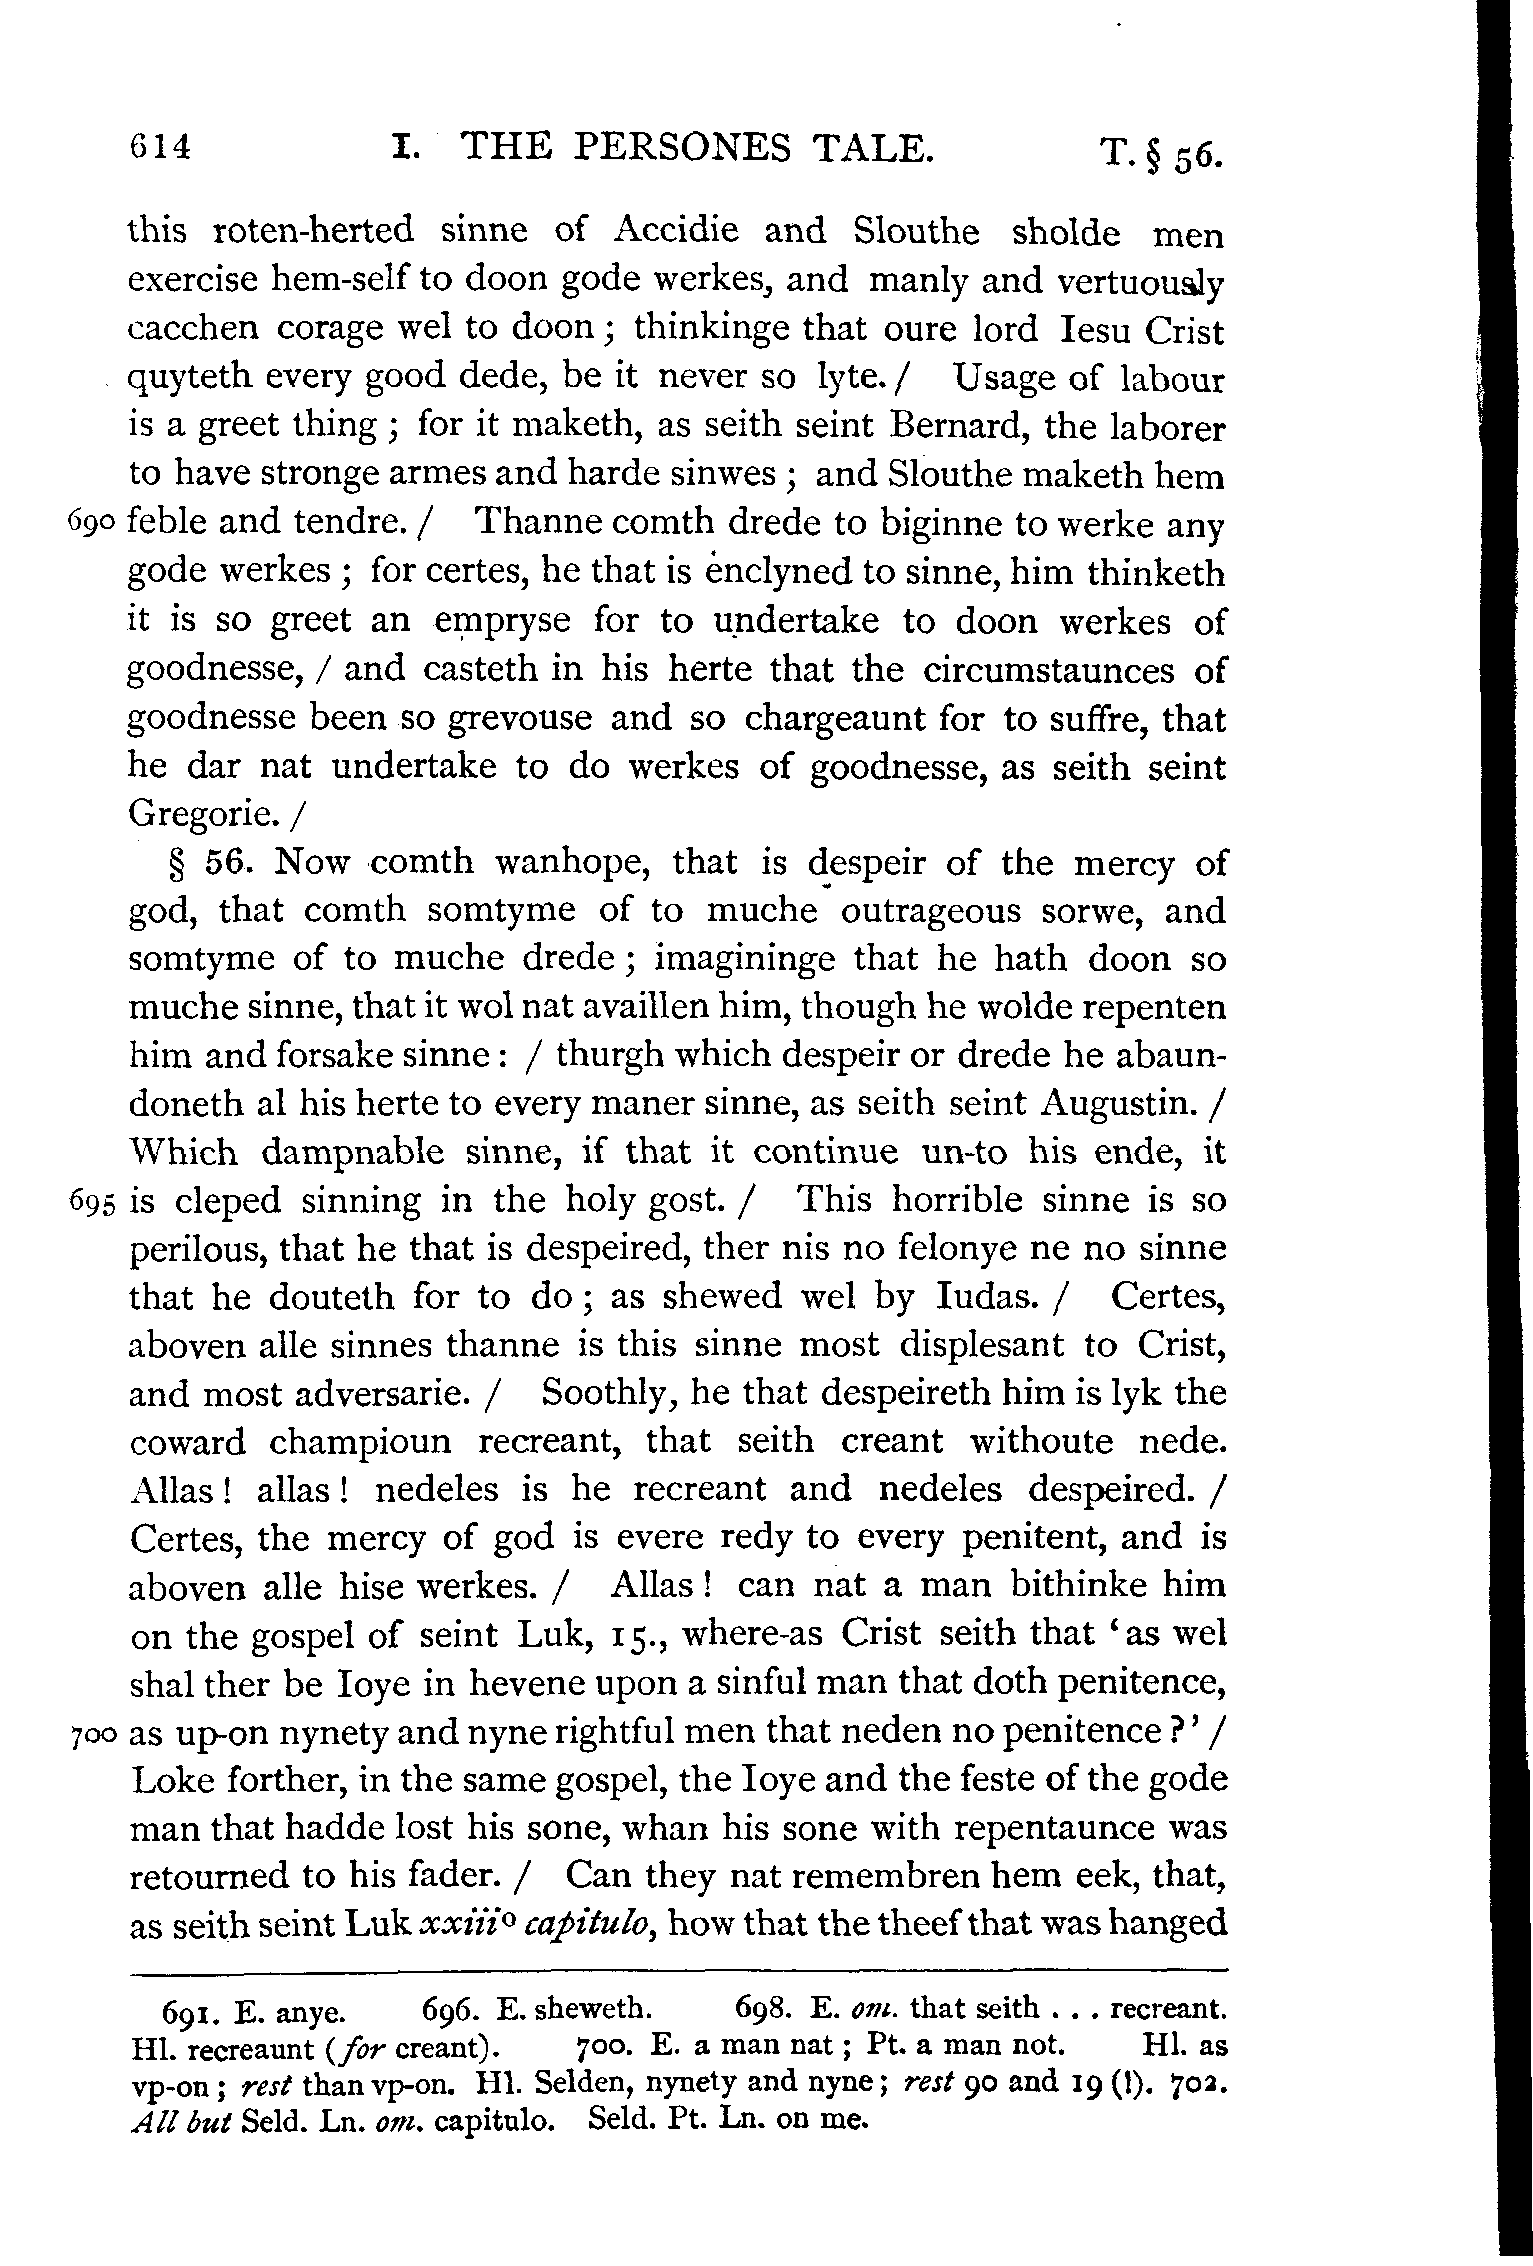 614 I. THE PERSONES TALE. T. § 56.
this roten-herted sinne of Accidie and Slouthe sholde men
exercise hem-self to doon gode werkes, and manly and vertuously
cacchen corage wel to doon ; thinkinge that oure lord Iesu Crist
quyteth every good dede, be it never so lyte. / Usage of labour
is a greet thing ; for it maketh, as seith seint Bernard, the laborer
to have stronge armes and harde sinwes ; and Slouthe maketh hem
690 feble and tendre. / Thanne comth drede to biginne to werke any
gode werkes ; for certes, he that is enclyned to sinne, him thinketh
it is so greet an empryse for to undertake to doon werkes of
goodnesse, / and casteth in his herte that the circumstaunces of
goodnesse been so grevouse and so chargeaunt for to suffre, that
he dar nat undertake to do werkes of goodnesse, as seith seint
Gregorie. /
§ 56. Now comth wanhope, that is despeir of the mercy of
god, that comth somtyme of to muche outrageous sorwe, and
somtyme of to muche drede ; imagininge that he hath doon so
muche sinne, that it wol nat availlen him, though he wolde repenten
him and forsake sinne : / thurgh which despeir or drede he abaun-
doneth al his herte to every maner sinne, as seith seint Augustin. /
Which dampnable sinne, if that it continue un-to his ende, it
695 is cleped sinning in the holy gost. / This horrible sinne is so
perilous, that he that is despeired, ther nis no felonye ne no sinne
that he douteth for to do ; as shewed wel by Iudas. / Certes,
aboven alle sinnes thanne is this sinne most displesant to Crist,
and most adversarie. / Soothly, he that despeireth him is lyk the
coward champioun recreant, that seith creant withoute nede.
Allas ! allas ! nedeles is he recreant and nedeles despeired. /
Certes, the mercy of god is evere redy to every penitent, and is
aboven alle hise werkes. / Allas ! can nat a man bithinke him
on the gospel of seint Luk, 15., where-as Crist seith that ‘ as wel
shal ther be Ioye in hevene upon a sinful man that doth penitence,
700 as up-on nynety and nyne rightful men that neden no penitence ? ’ /
Loke forther, in the same gospel, the Ioye and the feste of the gode
man that hadde lost his sone, whan his sone with repentaunce was
retourned to his fader. / Can they nat remembren hem eek, that,
as seith seint Luk xxiiiº capitulo, how that the theef that was hanged
691. E. anye. 696. E. sheweth. 698. E. om. that seith . . . recreant.
Hl. recreaunt (for creant). 700. E. a man nat ; Pt. a man not. Hl. as
vp-on ; rest than vp-on. Hl. Selden, nynety and nyne ; rest 90 and 19 (!). 702.
All but Seld. Ln. om. capitulo. Seld. Pt. Ln. on me.